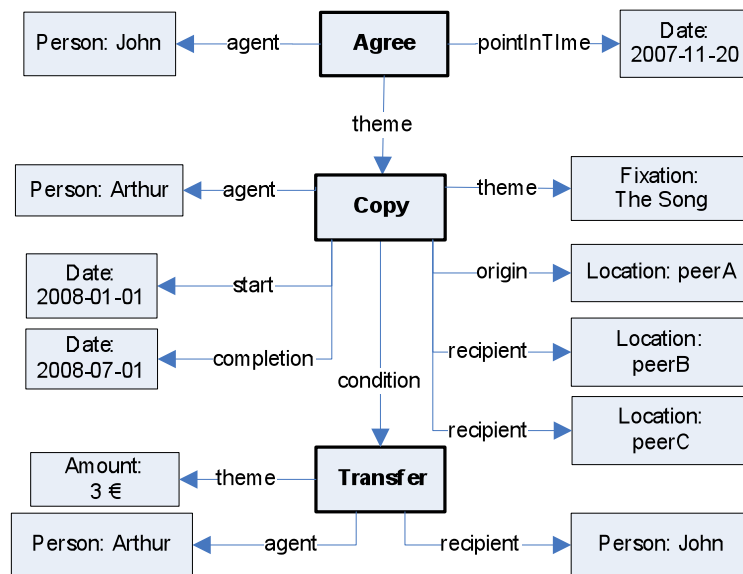 Person: John
agent
Agree
pointInTIme
Date:
2007-11-20
theme
Person: Arthur
agent
Copy
theme
Fixation:
The Song
Date:
2008-01-01
start
origin
Location: peerA
Date:
2008-07-01
completion
recipient
Location:
peerB
condition
recipient
Location:
peerC
Amount:
3 €
theme
Transfer
Person: Arthur
agent
recipient
Person: John